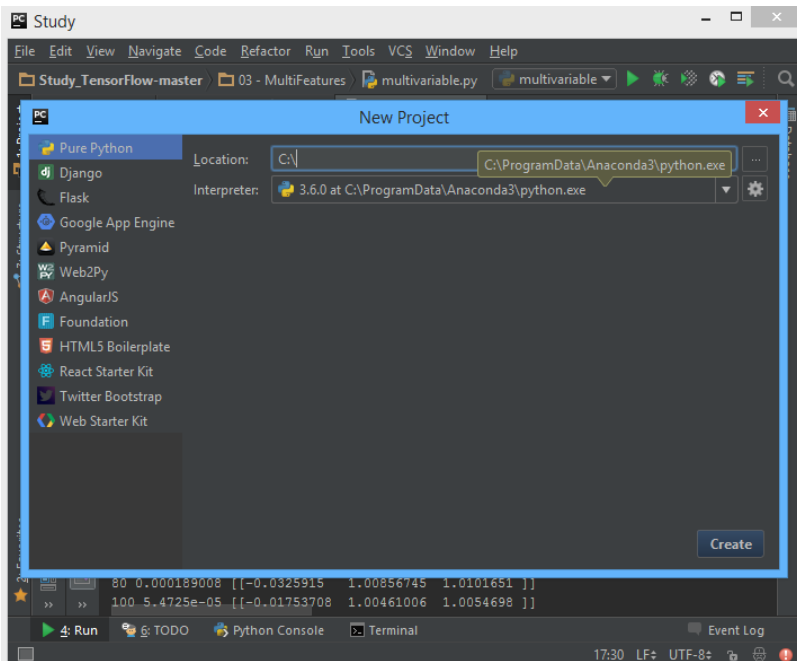 PC Study
File Edit View Navigate Code Refactor Run Tools VCS Window Help
Study_TensorFlow-master 03 - MultiFeatures multivariable.py multivariable
PC New Project
Pure Python
Django
Flask
Google App Engine
Pyramid
Web2Py
AngularJS
Foundation
HTML5 Boilerplate
React Starter Kit
Twitter Bootstrap
Web Starter Kit
Location: C:\
C:\ProgramData\Anaconda3\python.exe
Interpreter: 3.6.0 at C:\ProgramData\Anaconda3\python.exe
Create
80 0.000189008 [[-0.0325915 1.00856745 1.0101651 ]]
100 5.4725e-05 [[-0.01753708 1.00461006 1.0054698 ]]
4: Run 6: TODO Python Console Terminal Event Log
17:30 LF UTF-8